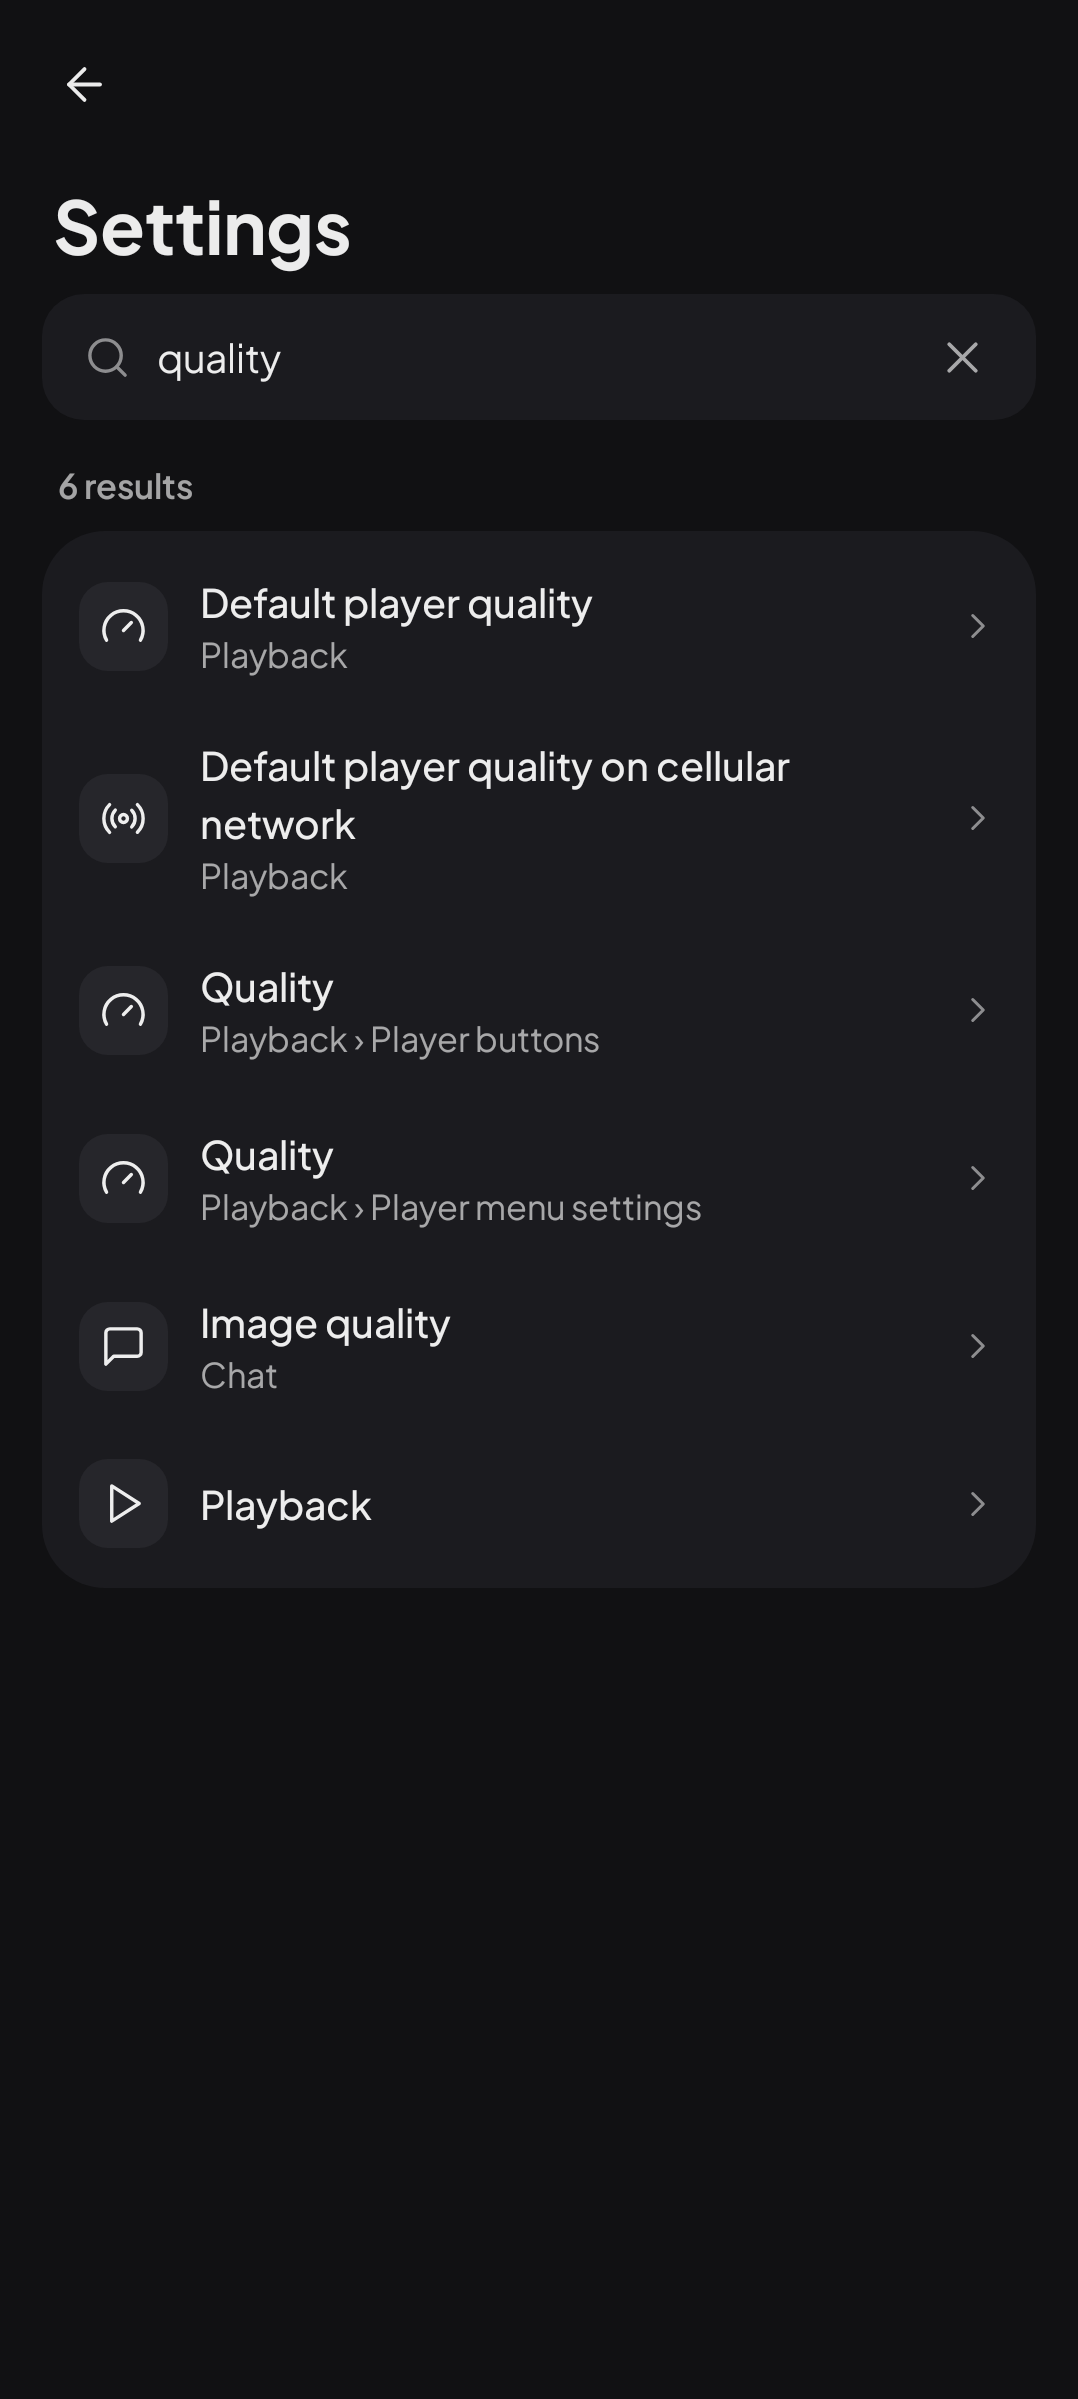 Settings
quality
6 results
Default player quality
Playback
Default player quality on cellular
network
Playback
Quality
Playback › Player buttons
Quality
Playback › Player menu settings
Image quality
Chat
Playback